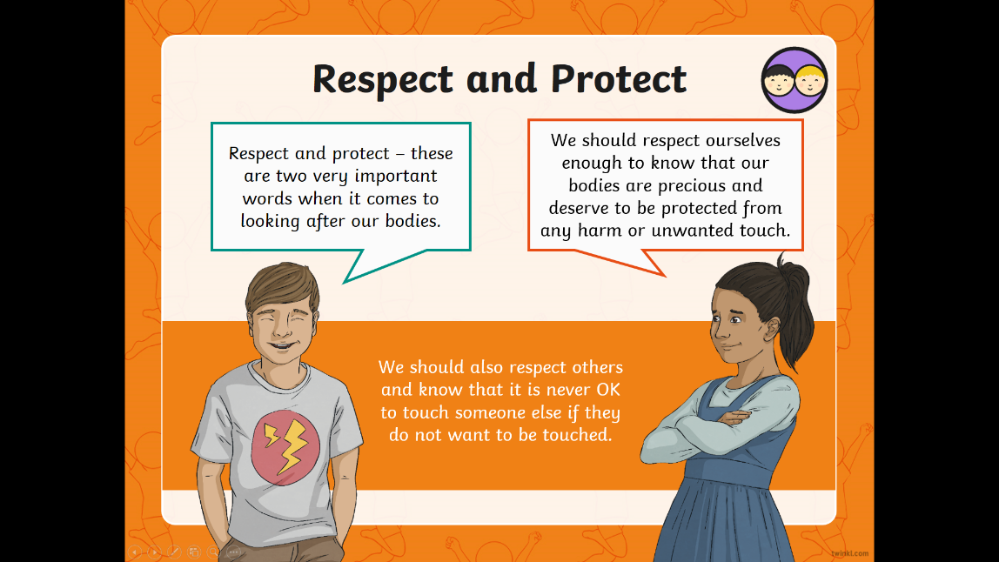 Respect and Protect
Respect and protect – these
are two very important
words when it comes to
looking after our bodies.
We should respect ourselves
enough to know that our
bodies are precious and
deserve to be protected from
any harm or unwanted touch.
We should also respect others
and know that it is never OK
to touch someone else if they
do not want to be touched.
twinkl.com